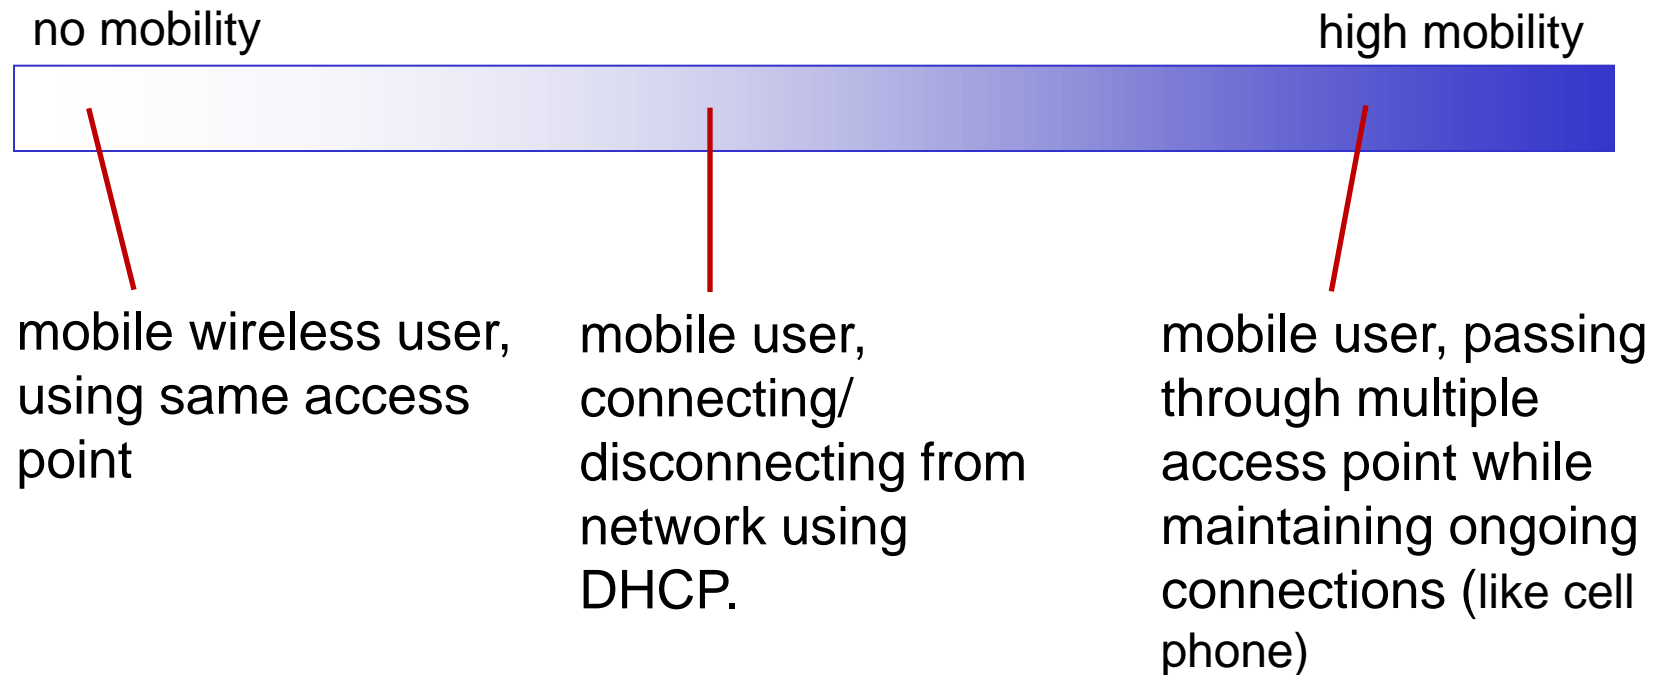 no mobility
high mobility
mobile wireless user,
using same access
point
mobile user,
connecting/
disconnecting from
network using
DHCP.
mobile user, passing
through multiple
access point while
maintaining ongoing
connections (like cell
phone)